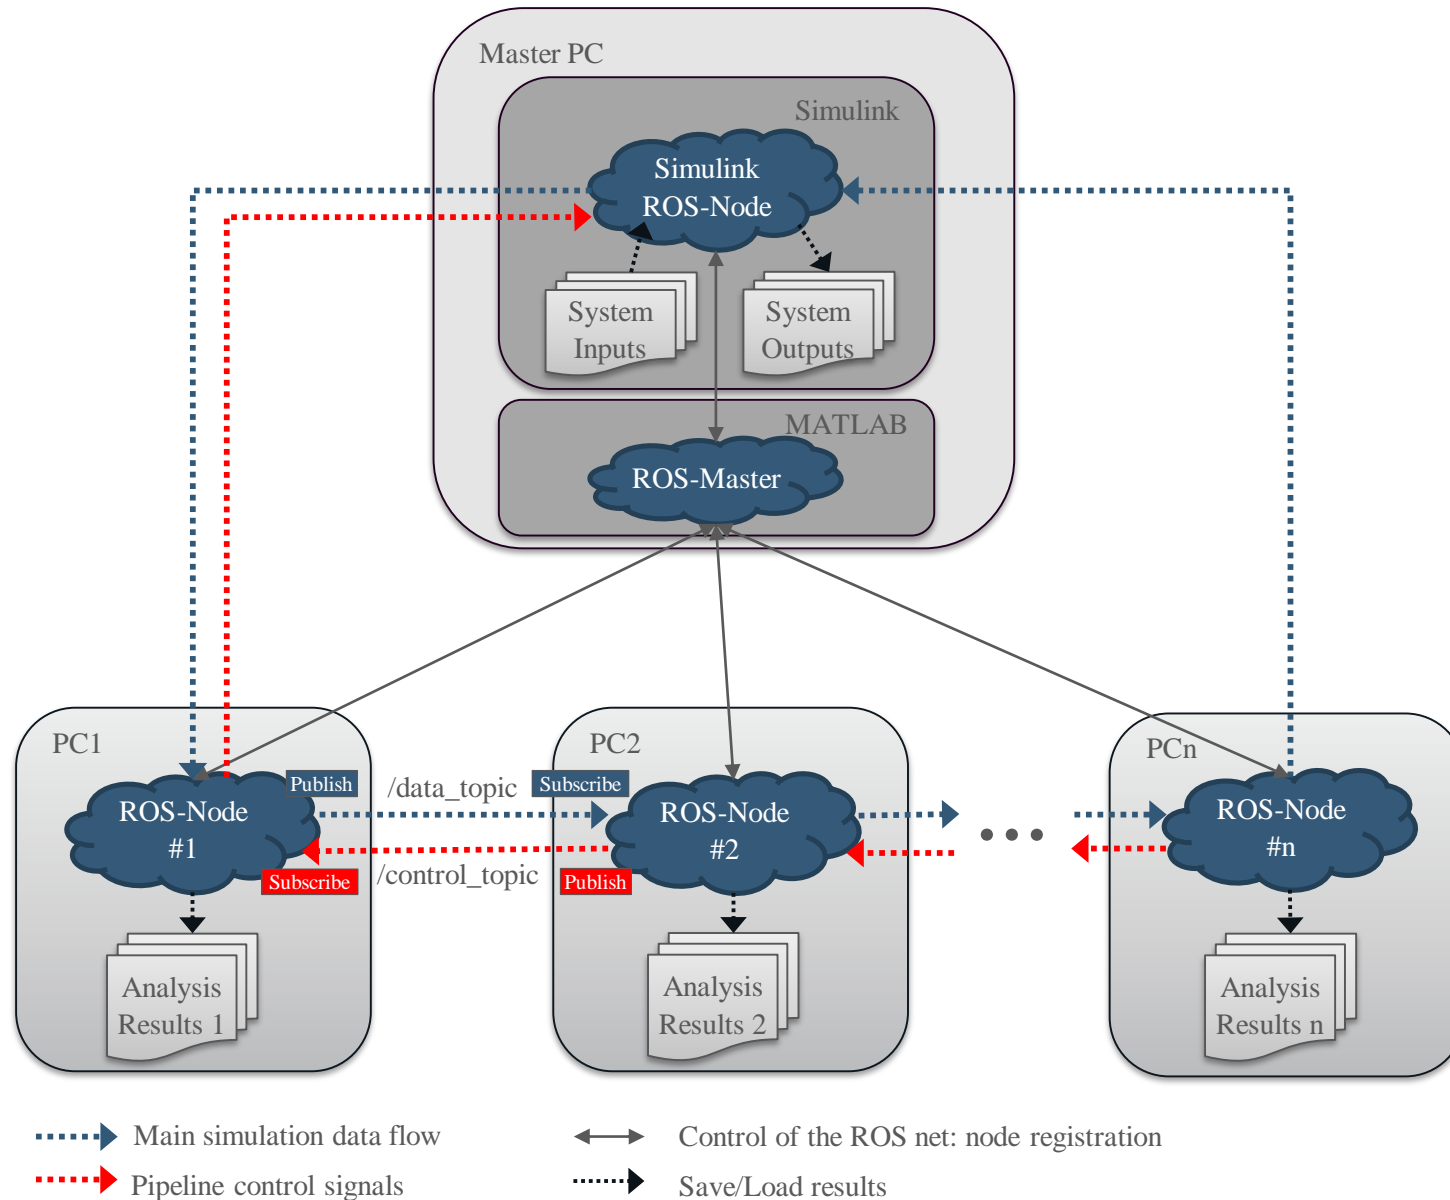 Master PC
Simulink
Simulink
ROS-Node
System
Inputs
System
Outputs
MATLAB
ROS-Master
PC1
ROS-Node
#1
Publish
Subscribe
/data_topic
/control_topic
PC2
Subscribe
Publish
ROS-Node
#2
PCn
ROS-Node
#n
Analysis
Results 1
Analysis
Results 2
Analysis
Results n
Main simulation data flow
Control of the ROS net: node registration
Pipeline control signals
Save/Load results